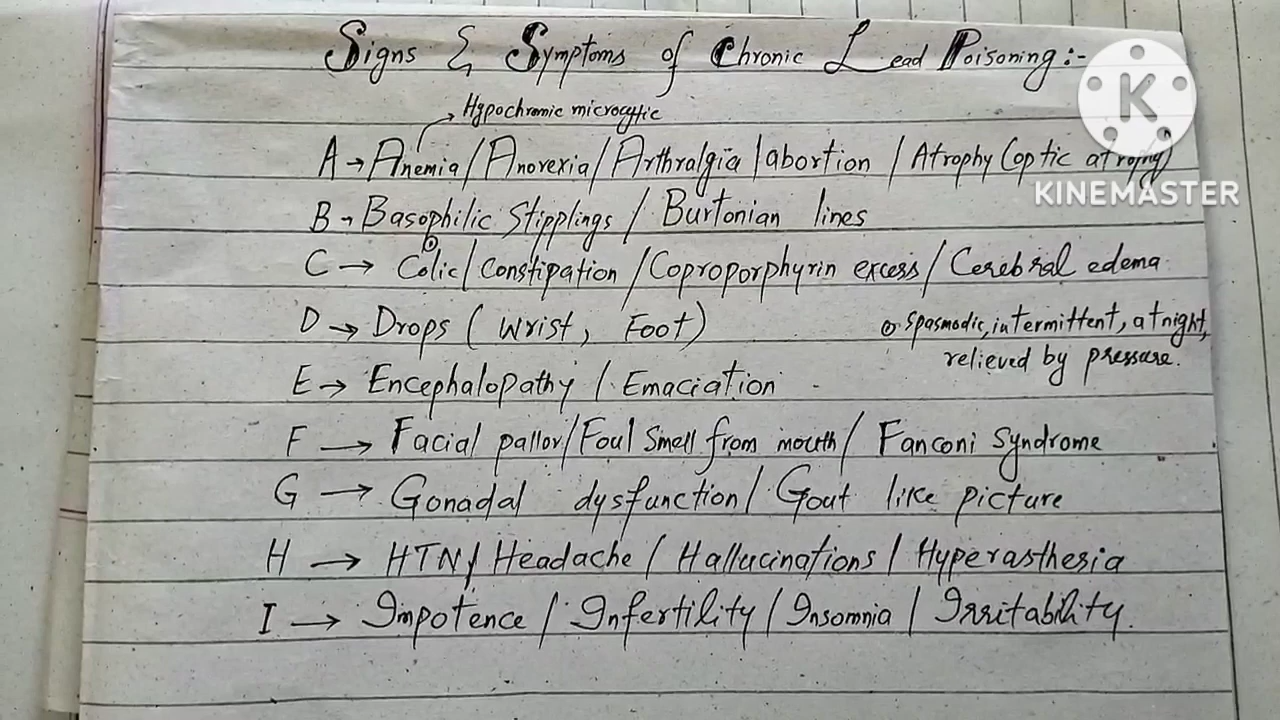 Signs & Symptoms of Chronic Lead Poisoning :-
Hypochromic microcytic
A → Anemia / Anorexia / Arthralgia / abortion / Atrophy (optic atrophy)
B → Basophilic Stipplings / Burtonian lines
C → Colic / Constipation / Coproporphyrin excess / Cerebral edema
D → Drops ( Wrist, Foot)
⊙ Spasmodic, intermittent, at night,
relieved by pressure.
E → Encephalopathy / Emaciation
F → Facial pallor / Foul Smell from mouth / Fanconi Syndrome
G → Gonadal dysfunction / Gout like picture
H → HTN / Headache / Hallucinations / Hyperasthesia
I → Impotence / Infertility / Insomnia / Irritability.
K
KINEMASTER